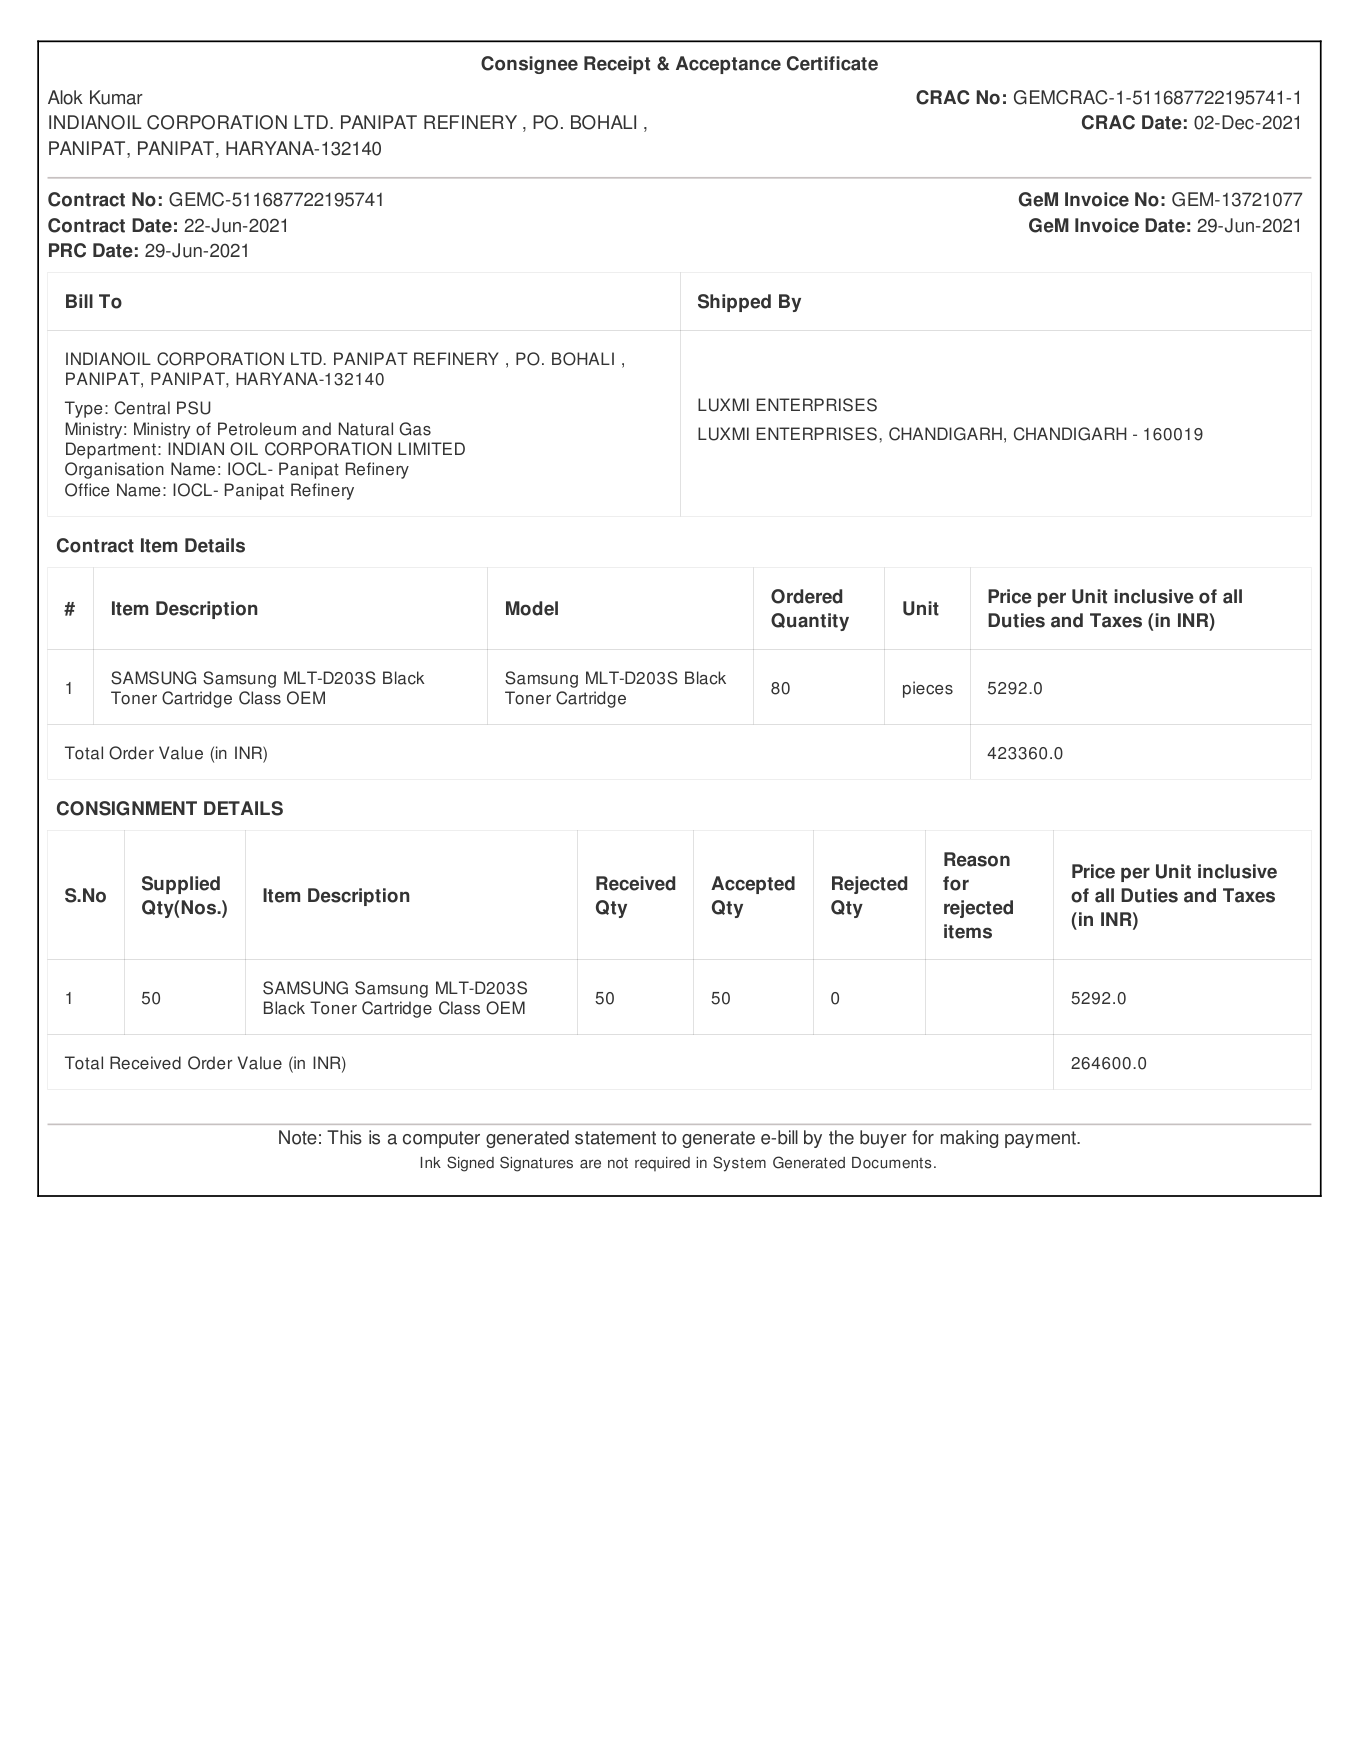 Consignee Receipt & Acceptance Certificate
Alok Kumar
INDIANOIL CORPORATION LTD. PANIPAT REFINERY , PO. BOHALI ,
PANIPAT, PANIPAT, HARYANA-132140
CRAC No: GEMCRAC-1-511687722195741-1
CRAC Date: 02-Dec-2021
Contract No: GEMC-511687722195741
Contract Date: 22-Jun-2021
PRC Date: 29-Jun-2021
GeM Invoice No: GEM-13721077
GeM Invoice Date: 29-Jun-2021
Bill To
Shipped By
INDIANOIL CORPORATION LTD. PANIPAT REFINERY , PO. BOHALI ,
PANIPAT, PANIPAT, HARYANA-132140
Type: Central PSU
Ministry: Ministry of Petroleum and Natural Gas
Department: INDIAN OIL CORPORATION LIMITED
Organisation Name: IOCL- Panipat Refinery
Office Name: IOCL- Panipat Refinery
LUXMI ENTERPRISES
LUXMI ENTERPRISES, CHANDIGARH, CHANDIGARH - 160019
Contract Item Details
#
Item Description
Model
Ordered
Quantity
Unit
Price per Unit inclusive of all
Duties and Taxes (in INR)
1
SAMSUNG Samsung MLT-D203S Black
Toner Cartridge Class OEM
Samsung MLT-D203S Black
Toner Cartridge
80
pieces
5292.0
Total Order Value (in INR)
423360.0
CONSIGNMENT DETAILS
S.No
Supplied
Qty(Nos.)
Item Description
Received
Qty
Accepted
Qty
Rejected
Qty
Reason
for
rejected
items
Price per Unit inclusive
of all Duties and Taxes
(in INR)
1
50
SAMSUNG Samsung MLT-D203S
Black Toner Cartridge Class OEM
50
50
0
5292.0
Total Received Order Value (in INR)
264600.0
Note: This is a computer generated statement to generate e-bill by the buyer for making payment.
Ink Signed Signatures are not required in System Generated Documents.